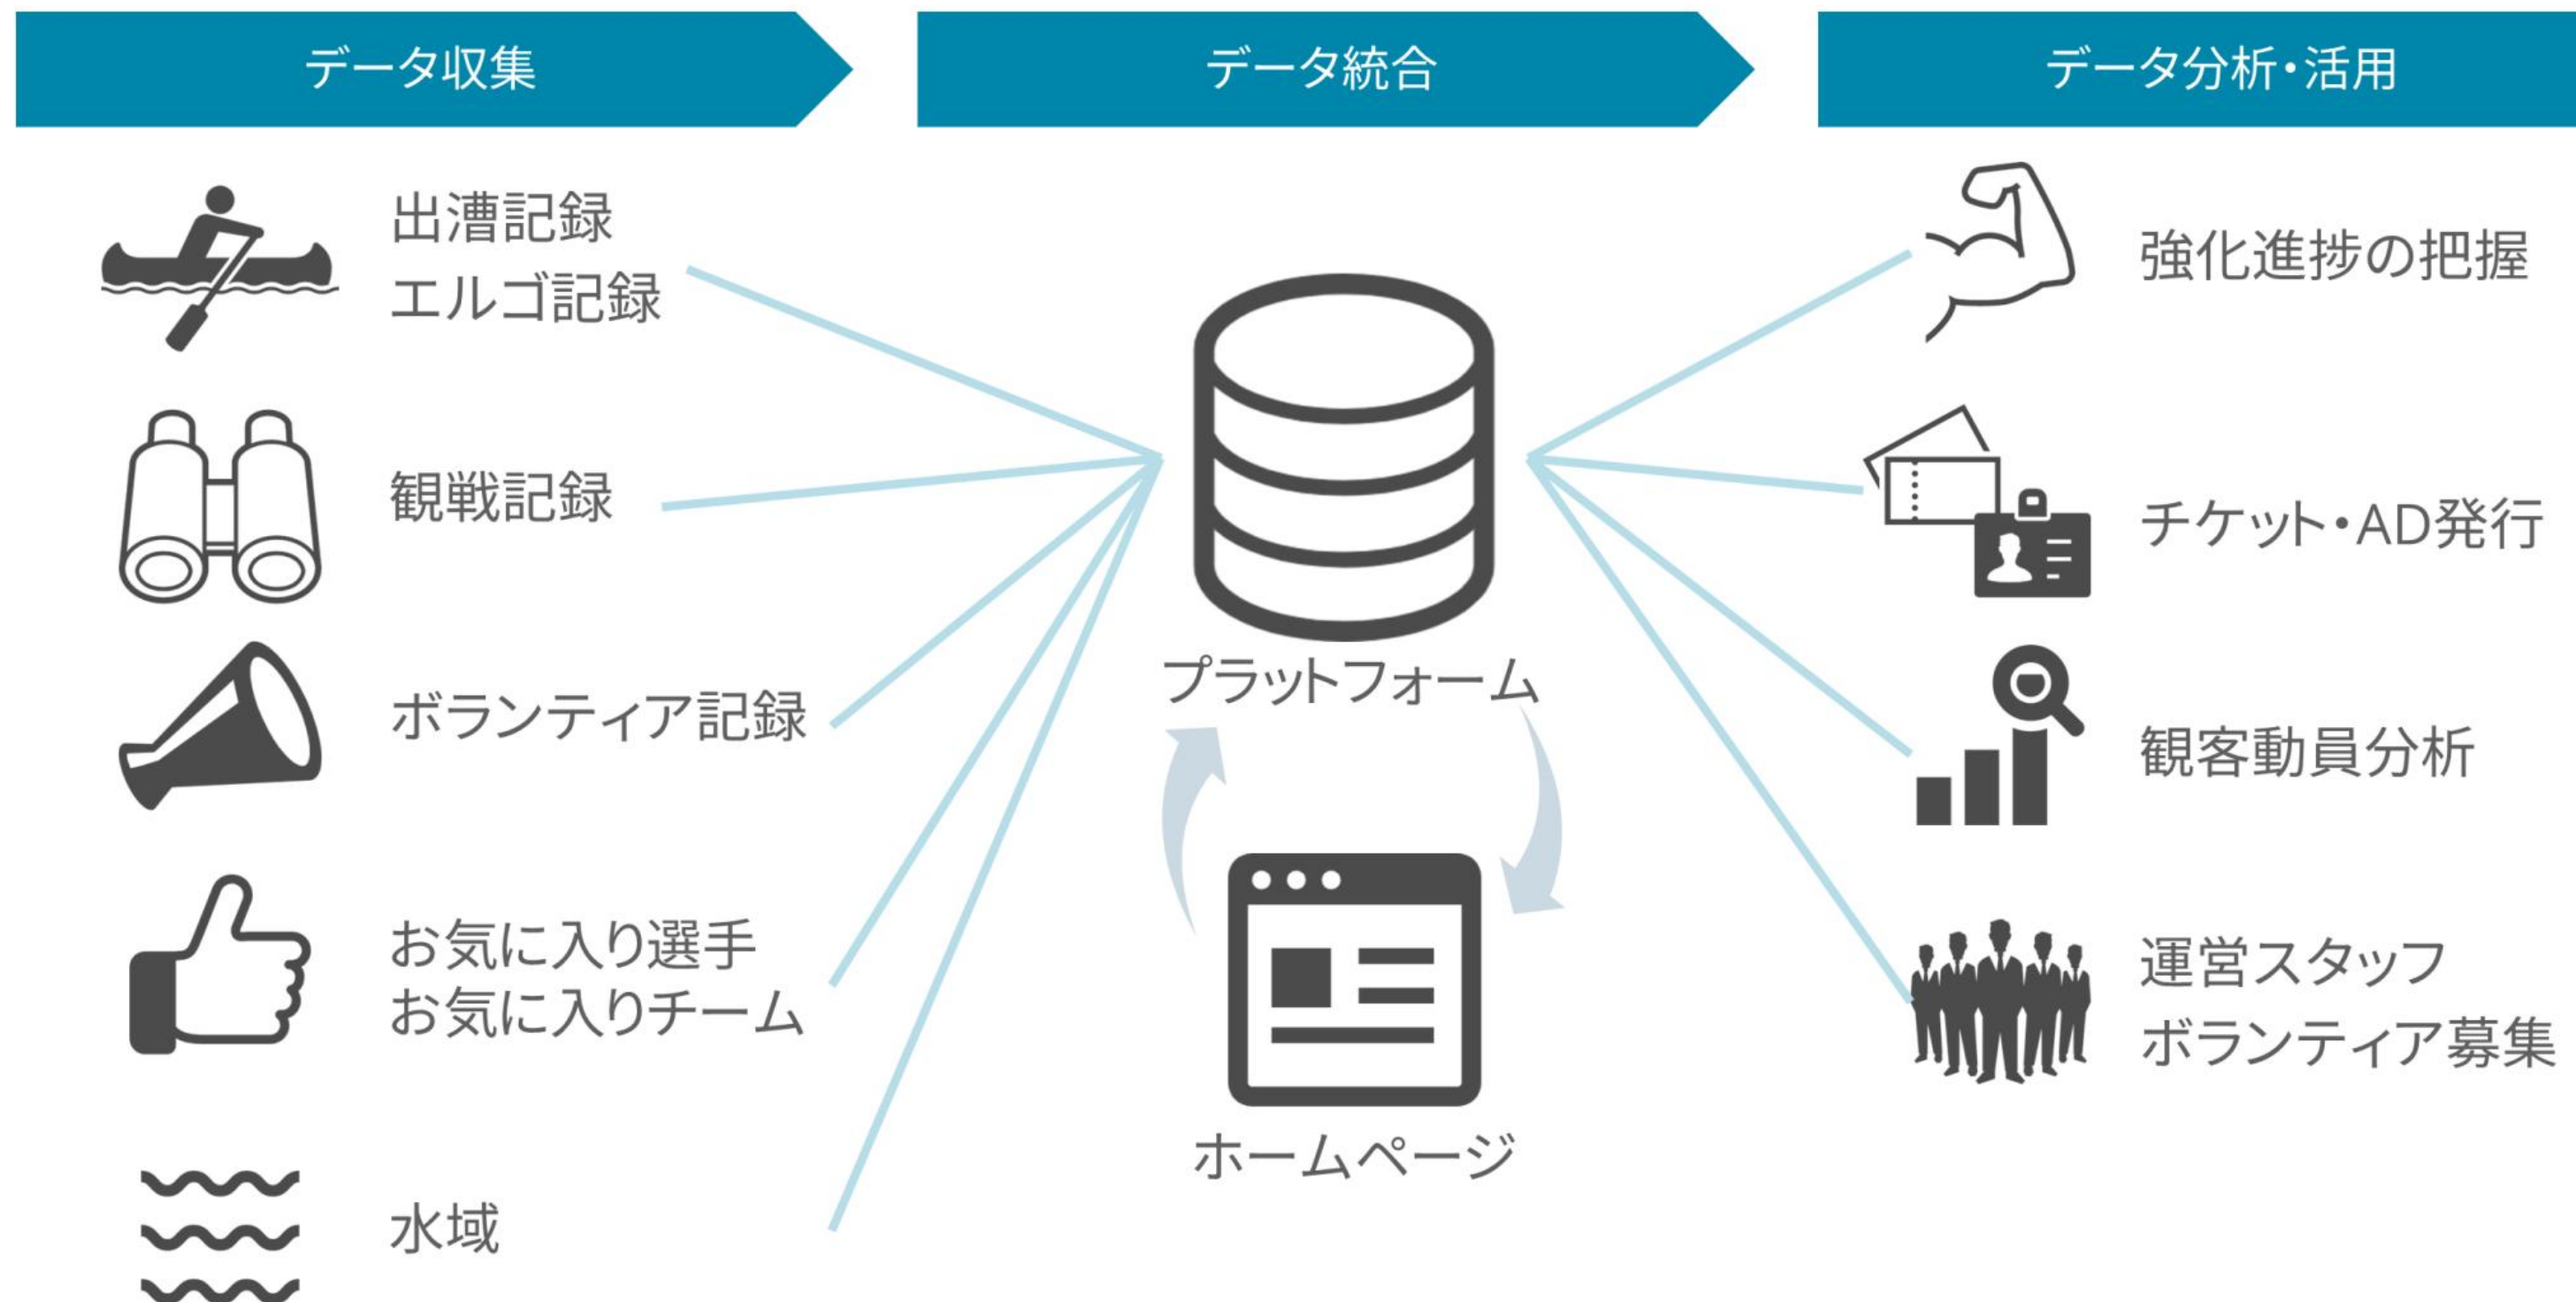 データ収集
データ統合
データ分析・活用
出漕記録
エルゴ記録
観戦記録
ボランティア記録
お気に入り選手
お気に入りチーム
水域
プラットフォーム
ホームページ
強化進捗の把握
チケット・AD発行
観客動員分析
運営スタッフ
ボランティア募集